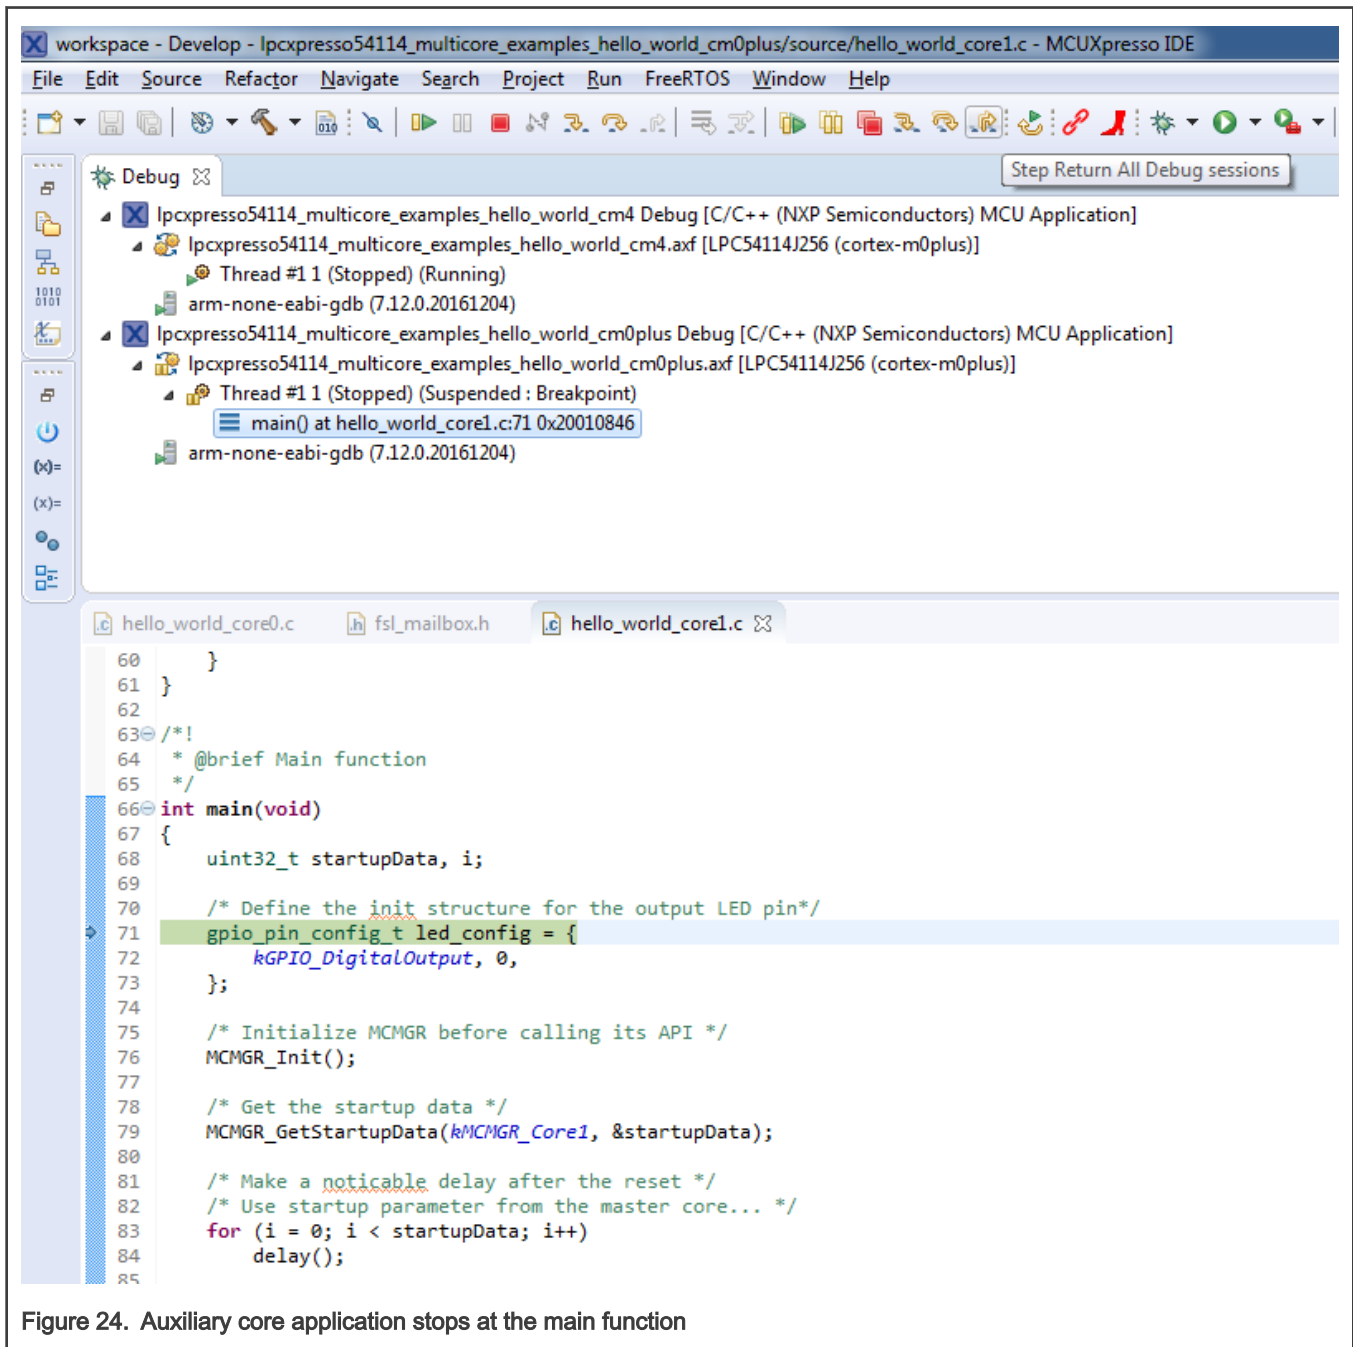 workspace - Develop - lpcxpresso54114_multicore_examples_hello_world_cm0plus/source/hello_world_core1.c - MCUXpresso IDE
File Edit Source Refactor Navigate Search Project Run FreeRTOS Window Help
Debug
Step Return All Debug sessions
lpcxpresso54114_multicore_examples_hello_world_cm4 Debug [C/C++ (NXP Semiconductors) MCU Application]
lpcxpresso54114_multicore_examples_hello_world_cm4.axf [LPC54114J256 (cortex-m0plus)]
Thread #1 1 (Stopped) (Running)
arm-none-eabi-gdb (7.12.0.20161204)
lpcxpresso54114_multicore_examples_hello_world_cm0plus Debug [C/C++ (NXP Semiconductors) MCU Application]
lpcxpresso54114_multicore_examples_hello_world_cm0plus.axf [LPC54114J256 (cortex-m0plus)]
Thread #1 1 (Stopped) (Suspended : Breakpoint)
main() at hello_world_core1.c:71 0x20010846
arm-none-eabi-gdb (7.12.0.20161204)
1010
0101
(x)=
(x)=
hello_world_core0.c fsl_mailbox.h hello_world_core1.c
60     }
61 }
62
63 /*!
64  * @brief Main function
65  */
66 int main(void)
67 {
68     uint32_t startupData, i;
69
70     /* Define the init structure for the output LED pin*/
71     gpio_pin_config_t led_config = {
72         kGPIO_DigitalOutput, 0,
73     };
74
75     /* Initialize MCMGR before calling its API */
76     MCMGR_Init();
77
78     /* Get the startup data */
79     MCMGR_GetStartupData(kMCMGR_Core1, &startupData);
80
81     /* Make a noticable delay after the reset */
82     /* Use startup parameter from the master core... */
83     for (i = 0; i < startupData; i++)
84         delay();
85
Figure 24. Auxiliary core application stops at the main function